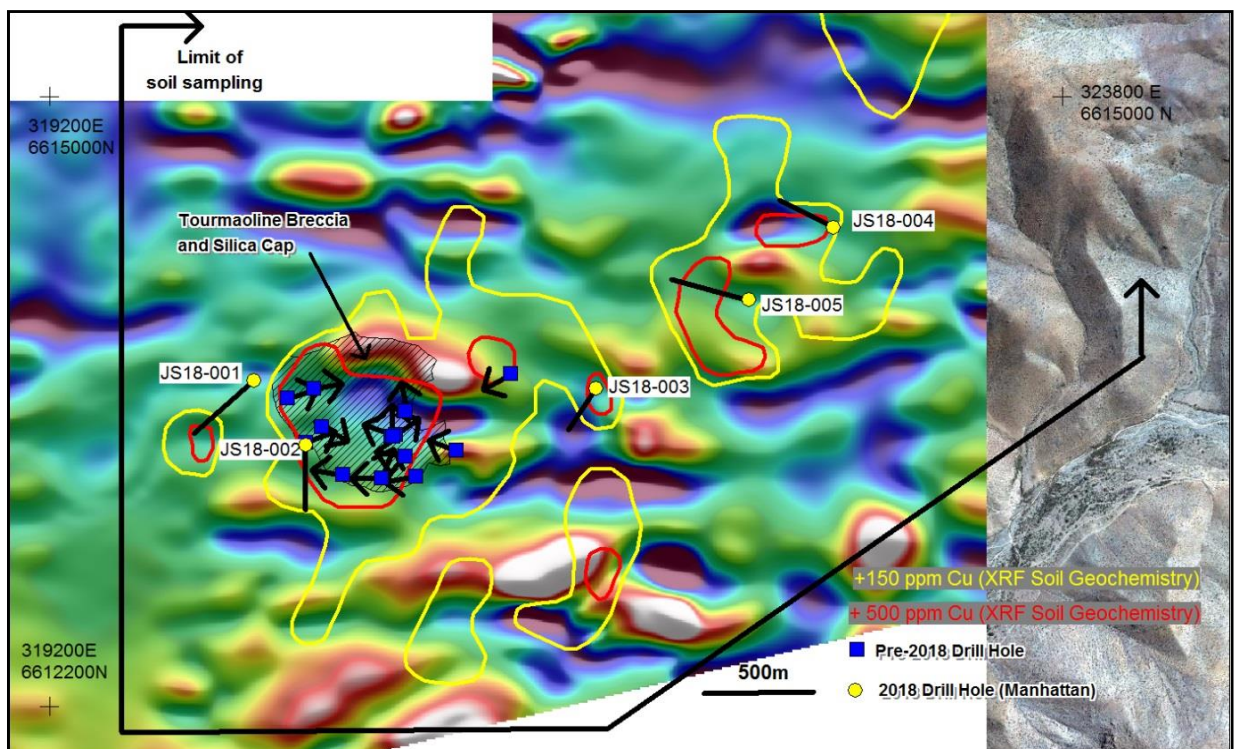 Limit of
soil sampling
319200E
6615000N
323800 E
6615000 N
Tourmaoline Breccia
and Silica Cap
JS18-004
JS18-005
JS18-001
JS18-003
JS18-002
+150 ppm Cu (XRF Soil Geochemistry)
+ 500 ppm Cu (XRF Soil Geochemistry)
319200E
6612200N
500m
Pre-2018 Drill Hole
2018 Drill Hole (Manhattan)